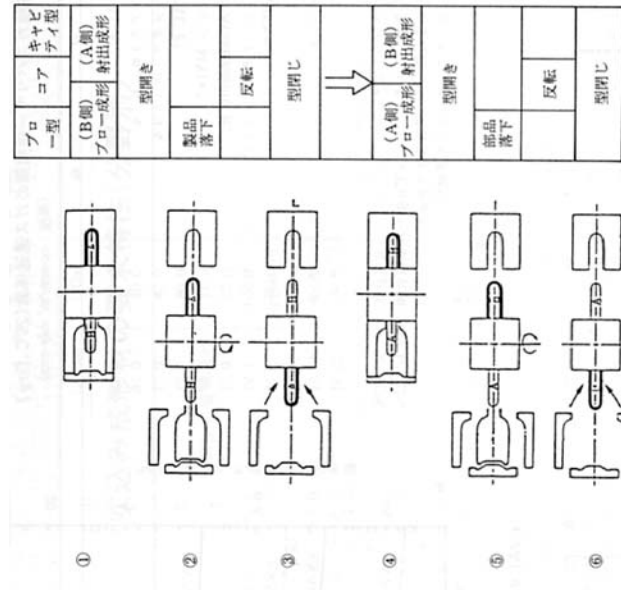 ブロ
ー型
コア
キャビ
ティ型
①
(B側)
ブロー成形
(A側)
射出成形
型開き
②
製品
落下
反転
③
型閉じ
④
(A側)
ブロー成形
(B側)
射出成形
型開き
⑤
部品
落下
反転
⑥
型閉じ